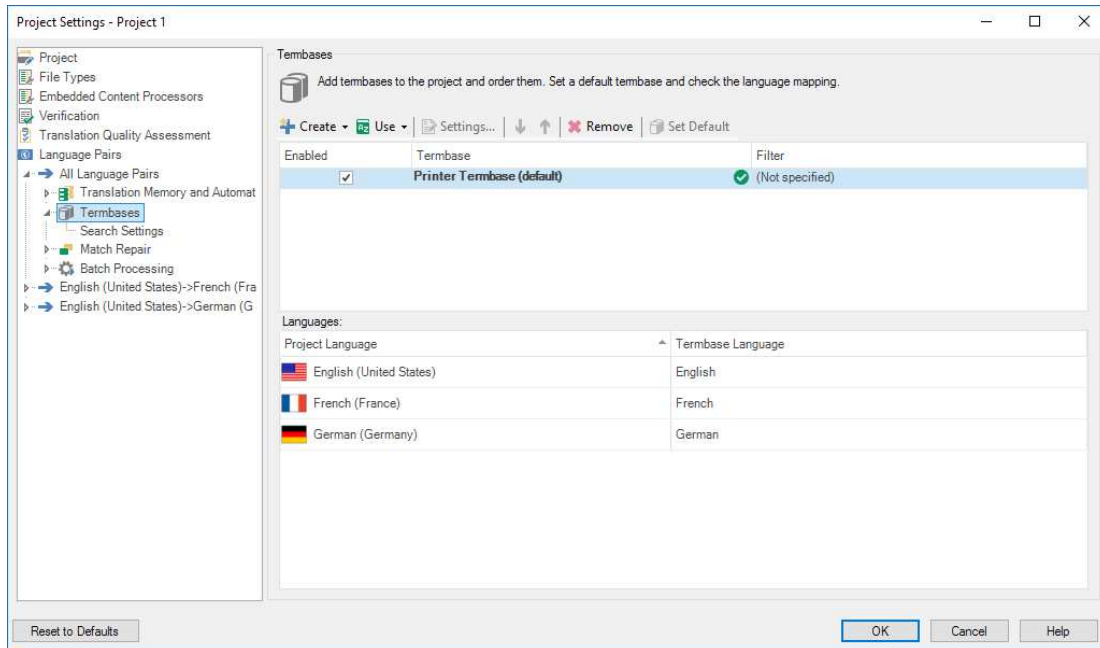 Project Settings - Project 1
Project
File Types
Embedded Content Processors
Verification
Translation Quality Assessment
Language Pairs
All Language Pairs
Translation Memory and Automat
Termbases
Search Settings
Match Repair
Batch Processing
English (United States)->French (Fra
English (United States)->German (G
Termbases
Add termbases to the project and order them. Set a default termbase and check the language mapping.
Create Use Settings... Remove Set Default
Enabled Termbase Filter
Printer Termbase (default) (Not specified)
Languages:
Project Language Termbase Language
English (United States) English
French (France) French
German (Germany) German
Reset to Defaults OK Cancel Help